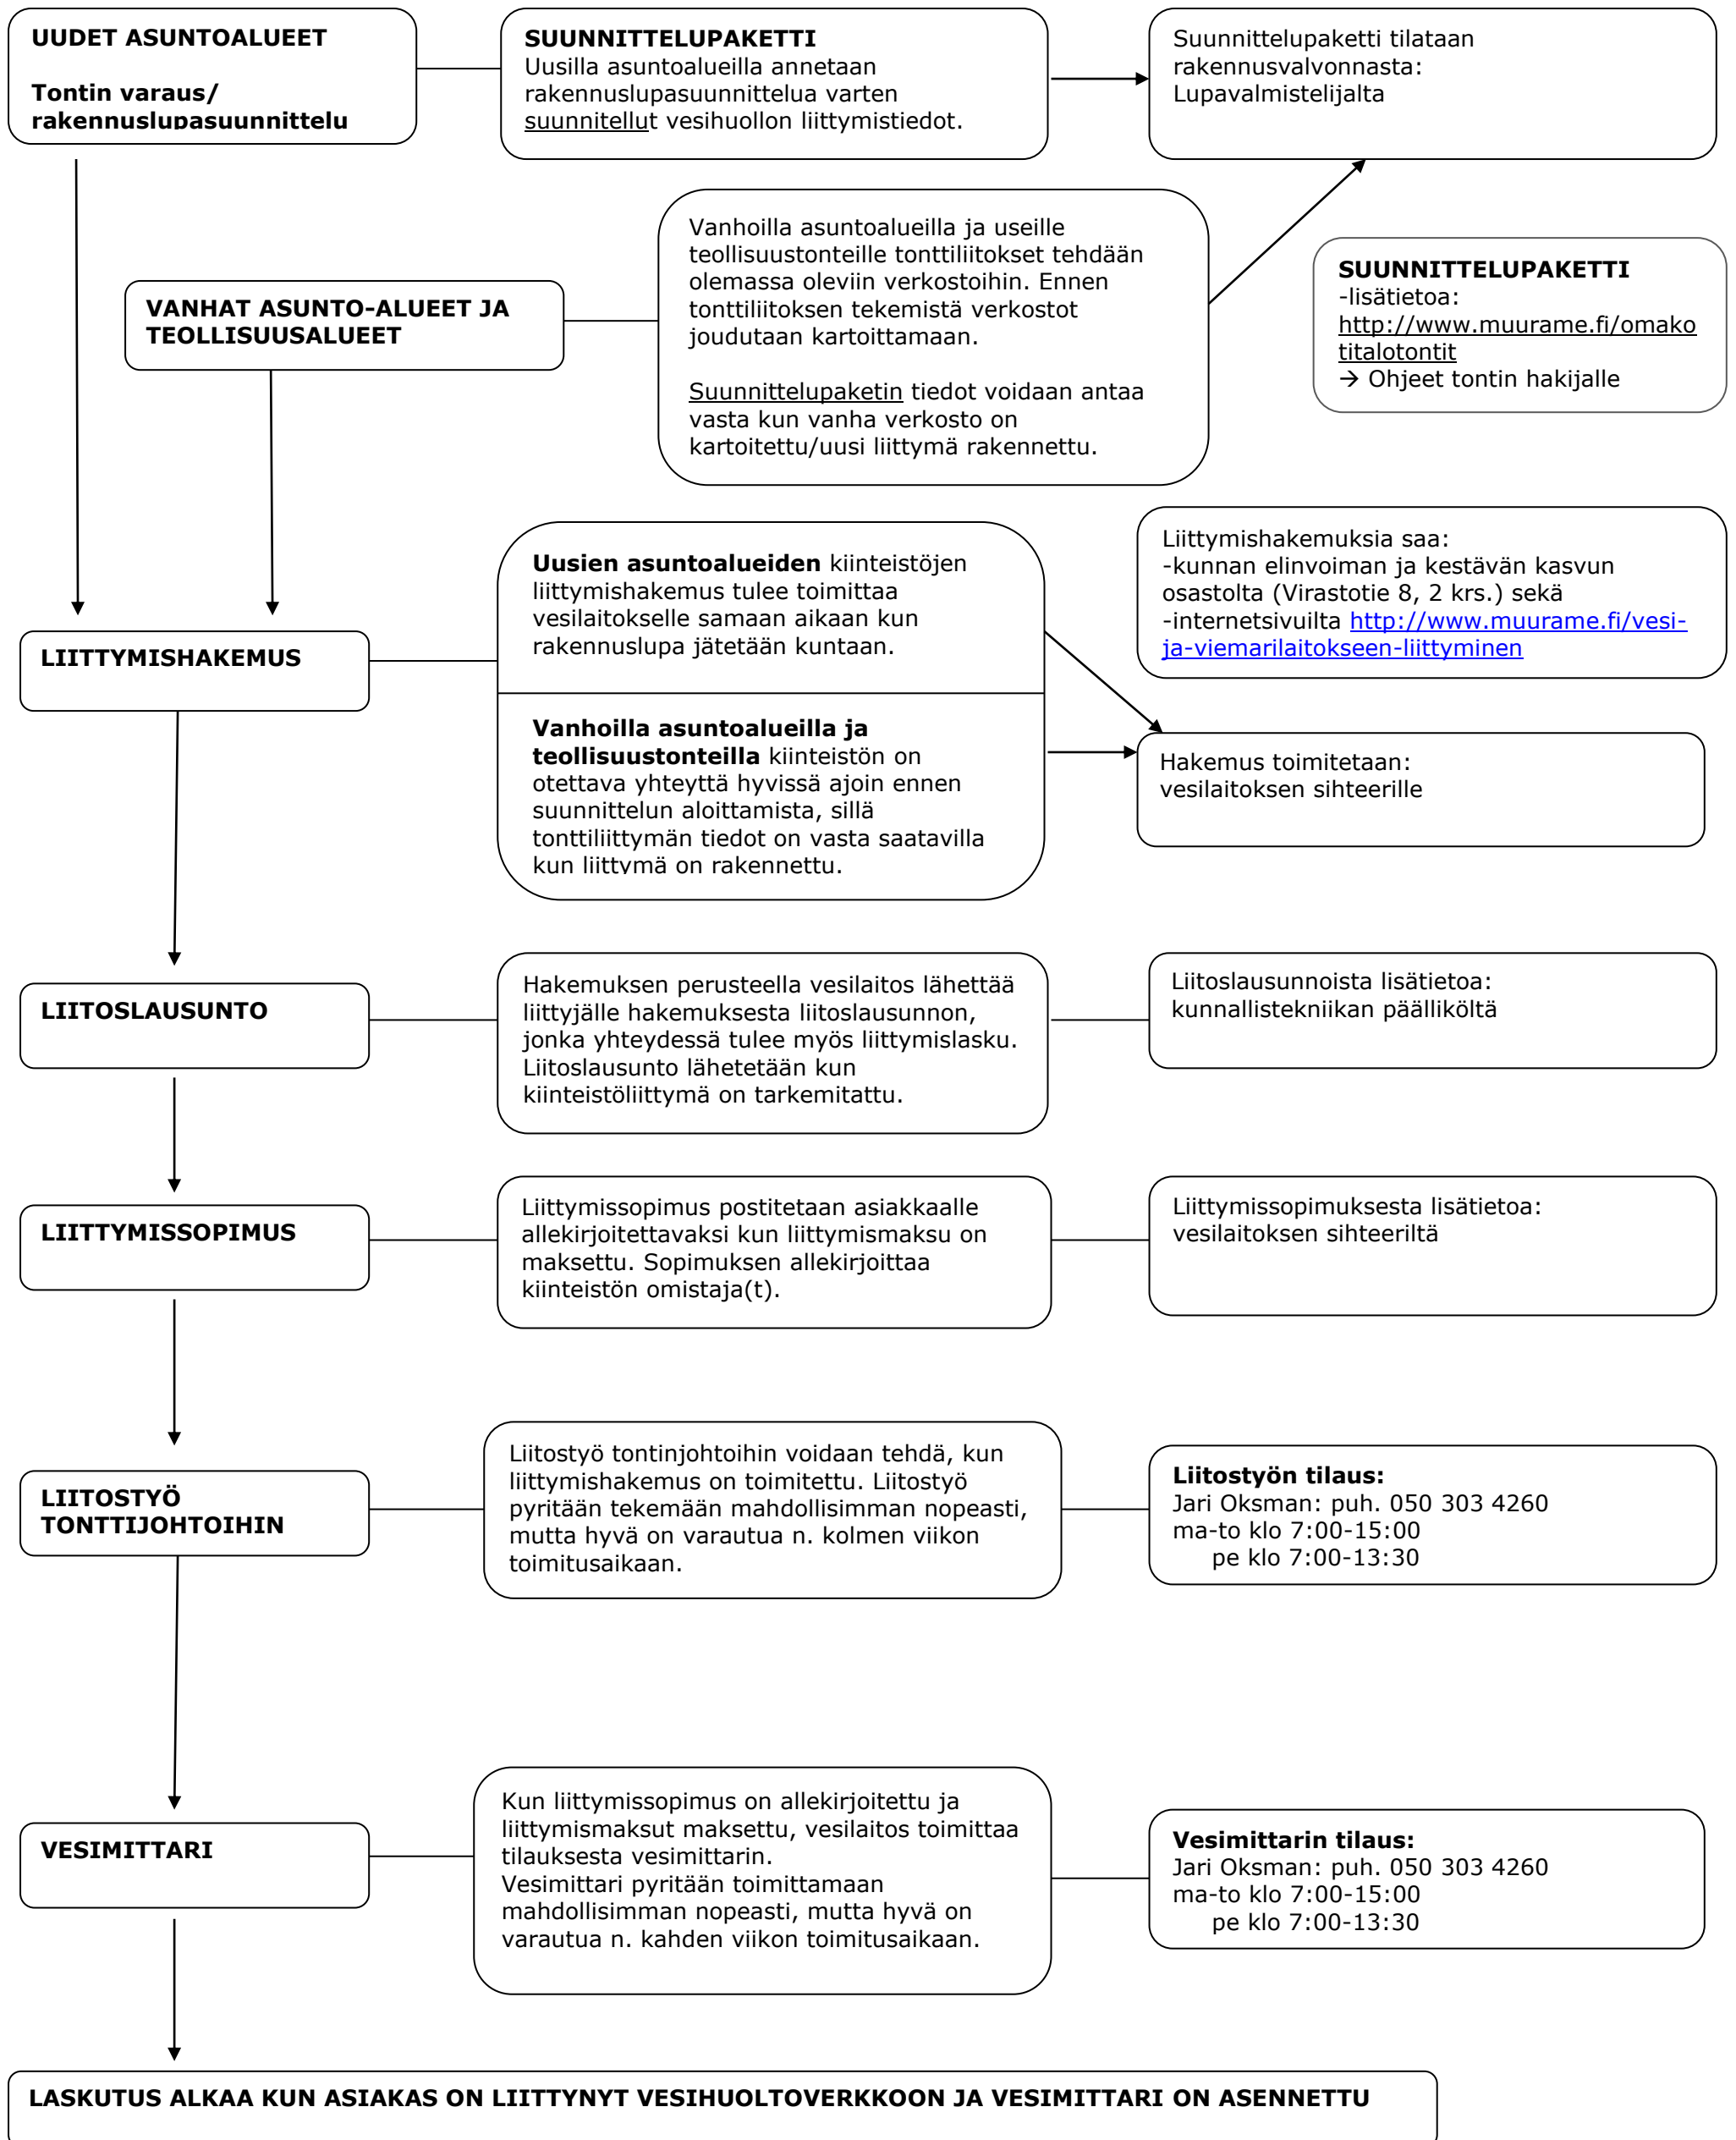 UUDET ASUNTOALUEET
Tontin varaus/
rakennuslupasuunnittelu
SUUNNITTELUPAKETTI
Uusilla asuntoalueilla annetaan
rakennuslupasuunnittelua varten
suunnitellut vesihuollon liittymistiedot.
Suunnittelupaketti tilataan
rakennusvalvonnasta:
Lupavalmistelijalta
VANHAT ASUNTO-ALUEET JA
TEOLLISUUSALUEET
Vanhoilla asuntoalueilla ja useille
teollisuustonteille tonttiliitokset tehdään
olemassa oleviin verkostoihin. Ennen
tonttiliitoksen tekemistä verkostot
joudutaan kartoittamaan.
Suunnittelupaketin tiedot voidaan antaa
vasta kun vanha verkosto on
kartoitettu/uusi liittymä rakennettu.
SUUNNITTELUPAKETTI
-lisätietoa:
http://www.muurame.fi/omako
titalotontit
→ Ohjeet tontin hakijalle
LIITTYMISHAKEMUS
Uusien asuntoalueiden kiinteistöjen
liittymishakemus tulee toimittaa
vesilaitokselle samaan aikaan kun
rakennuslupa jätetään kuntaan.
Vanhoilla asuntoalueilla ja
teollisuustonteilla kiinteistön on
otettava yhteyttä hyvissä ajoin ennen
suunnittelun aloittamista, sillä
tonttiliittymän tiedot on vasta saatavilla
kun liittymä on rakennettu.
Liittymishakemuksia saa:
-kunnan elinvoiman ja kestävän kasvun
osastolta (Virastotie 8, 2 krs.) sekä
-internetsivuilta http://www.muurame.fi/vesi-
ja-viemarilaitokseen-liittyminen
Hakemus toimitetaan:
vesilaitoksen sihteerille
LIITOSLAUSUNTO
Hakemuksen perusteella vesilaitos lähettää
liittyjälle hakemuksesta liitoslausunnon,
jonka yhteydessä tulee myös liittymislasku.
Liitoslausunto lähetetään kun
kiinteistöliittymä on tarkemitattu.
Liitoslausunnoista lisätietoa:
kunnallistekniikan päälliköltä
LIITTYMISSOPIMUS
Liittymissopimus postitetaan asiakkaalle
allekirjoitettavaksi kun liittymismaksu on
maksettu. Sopimuksen allekirjoittaa
kiinteistön omistaja(t).
Liittymissopimuksesta lisätietoa:
vesilaitoksen sihteeriltä
LIITOSTYÖ
TONTTIJOHTOIHIN
Liitostyö tontinjohtoihin voidaan tehdä, kun
liittymishakemus on toimitettu. Liitostyö
pyritään tekemään mahdollisimman nopeasti,
mutta hyvä on varautua n. kolmen viikon
toimitusaikaan.
Liitostyön tilaus:
Jari Oksman: puh. 050 303 4260
ma-to klo 7:00-15:00
pe klo 7:00-13:30
VESIMITTARI
Kun liittymissopimus on allekirjoitettu ja
liittymismaksut maksettu, vesilaitos toimittaa
tilauksesta vesimittarin.
Vesimittari pyritään toimittamaan
mahdollisimman nopeasti, mutta hyvä on
varautua n. kahden viikon toimitusaikaan.
Vesimittarin tilaus:
Jari Oksman: puh. 050 303 4260
ma-to klo 7:00-15:00
pe klo 7:00-13:30
LASKUTUS ALKAA KUN ASIAKAS ON LIITTYNYT VESIHUOLTOVERKKOON JA VESIMITTARI ON ASENNETTU